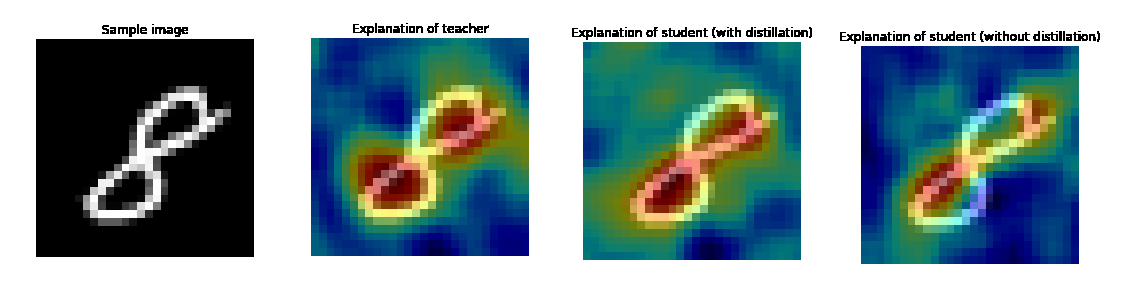 Sample image
Explanation of teacher
Explanation of student (with distillation)
Explanation of student (without distillation)